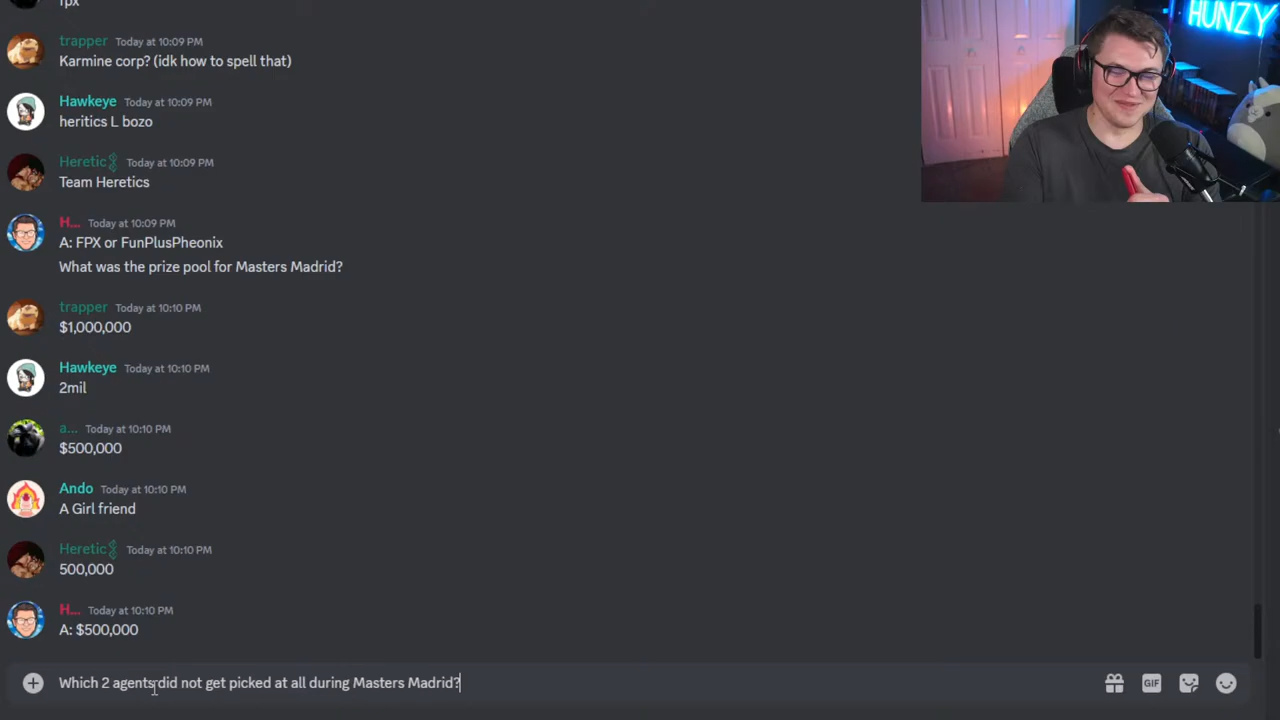 fpx
trapper Today at 10:09 PM
Karmine corp? (idk how to spell that)
Hawkeye Today at 10:09 PM
heritics L bozo
Heretic Today at 10:09 PM
Team Heretics
H... Today at 10:09 PM
A: FPX or FunPlusPheonix
What was the prize pool for Masters Madrid?
trapper Today at 10:10 PM
$1,000,000
Hawkeye Today at 10:10 PM
2mil
a... Today at 10:10 PM
$500,000
Ando Today at 10:10 PM
A Girl friend
Heretic Today at 10:10 PM
500,000
H... Today at 10:10 PM
A: $500,000
Which 2 agents did not get picked at all during Masters Madrid?
GIF
HUNZY